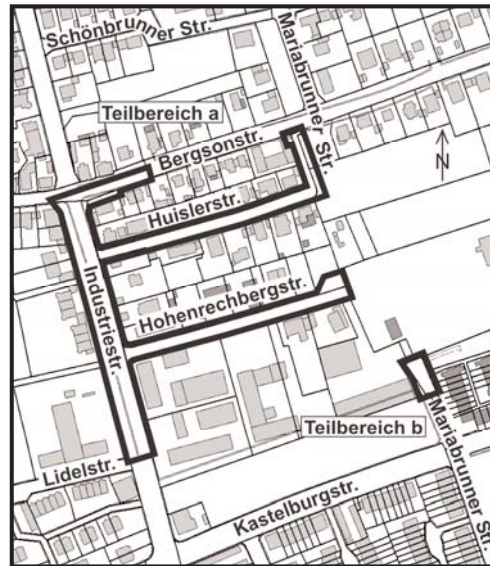 Schönbrunner Str.
Mariabrunner Str.
Teilbereich a
Bergsonstr.
N
Huislerstr.
Industriestr.
Hohenrechbergstr.
Teilbereich b
Mariabrunner Str.
Lidelstr.
Kastelburgstr.